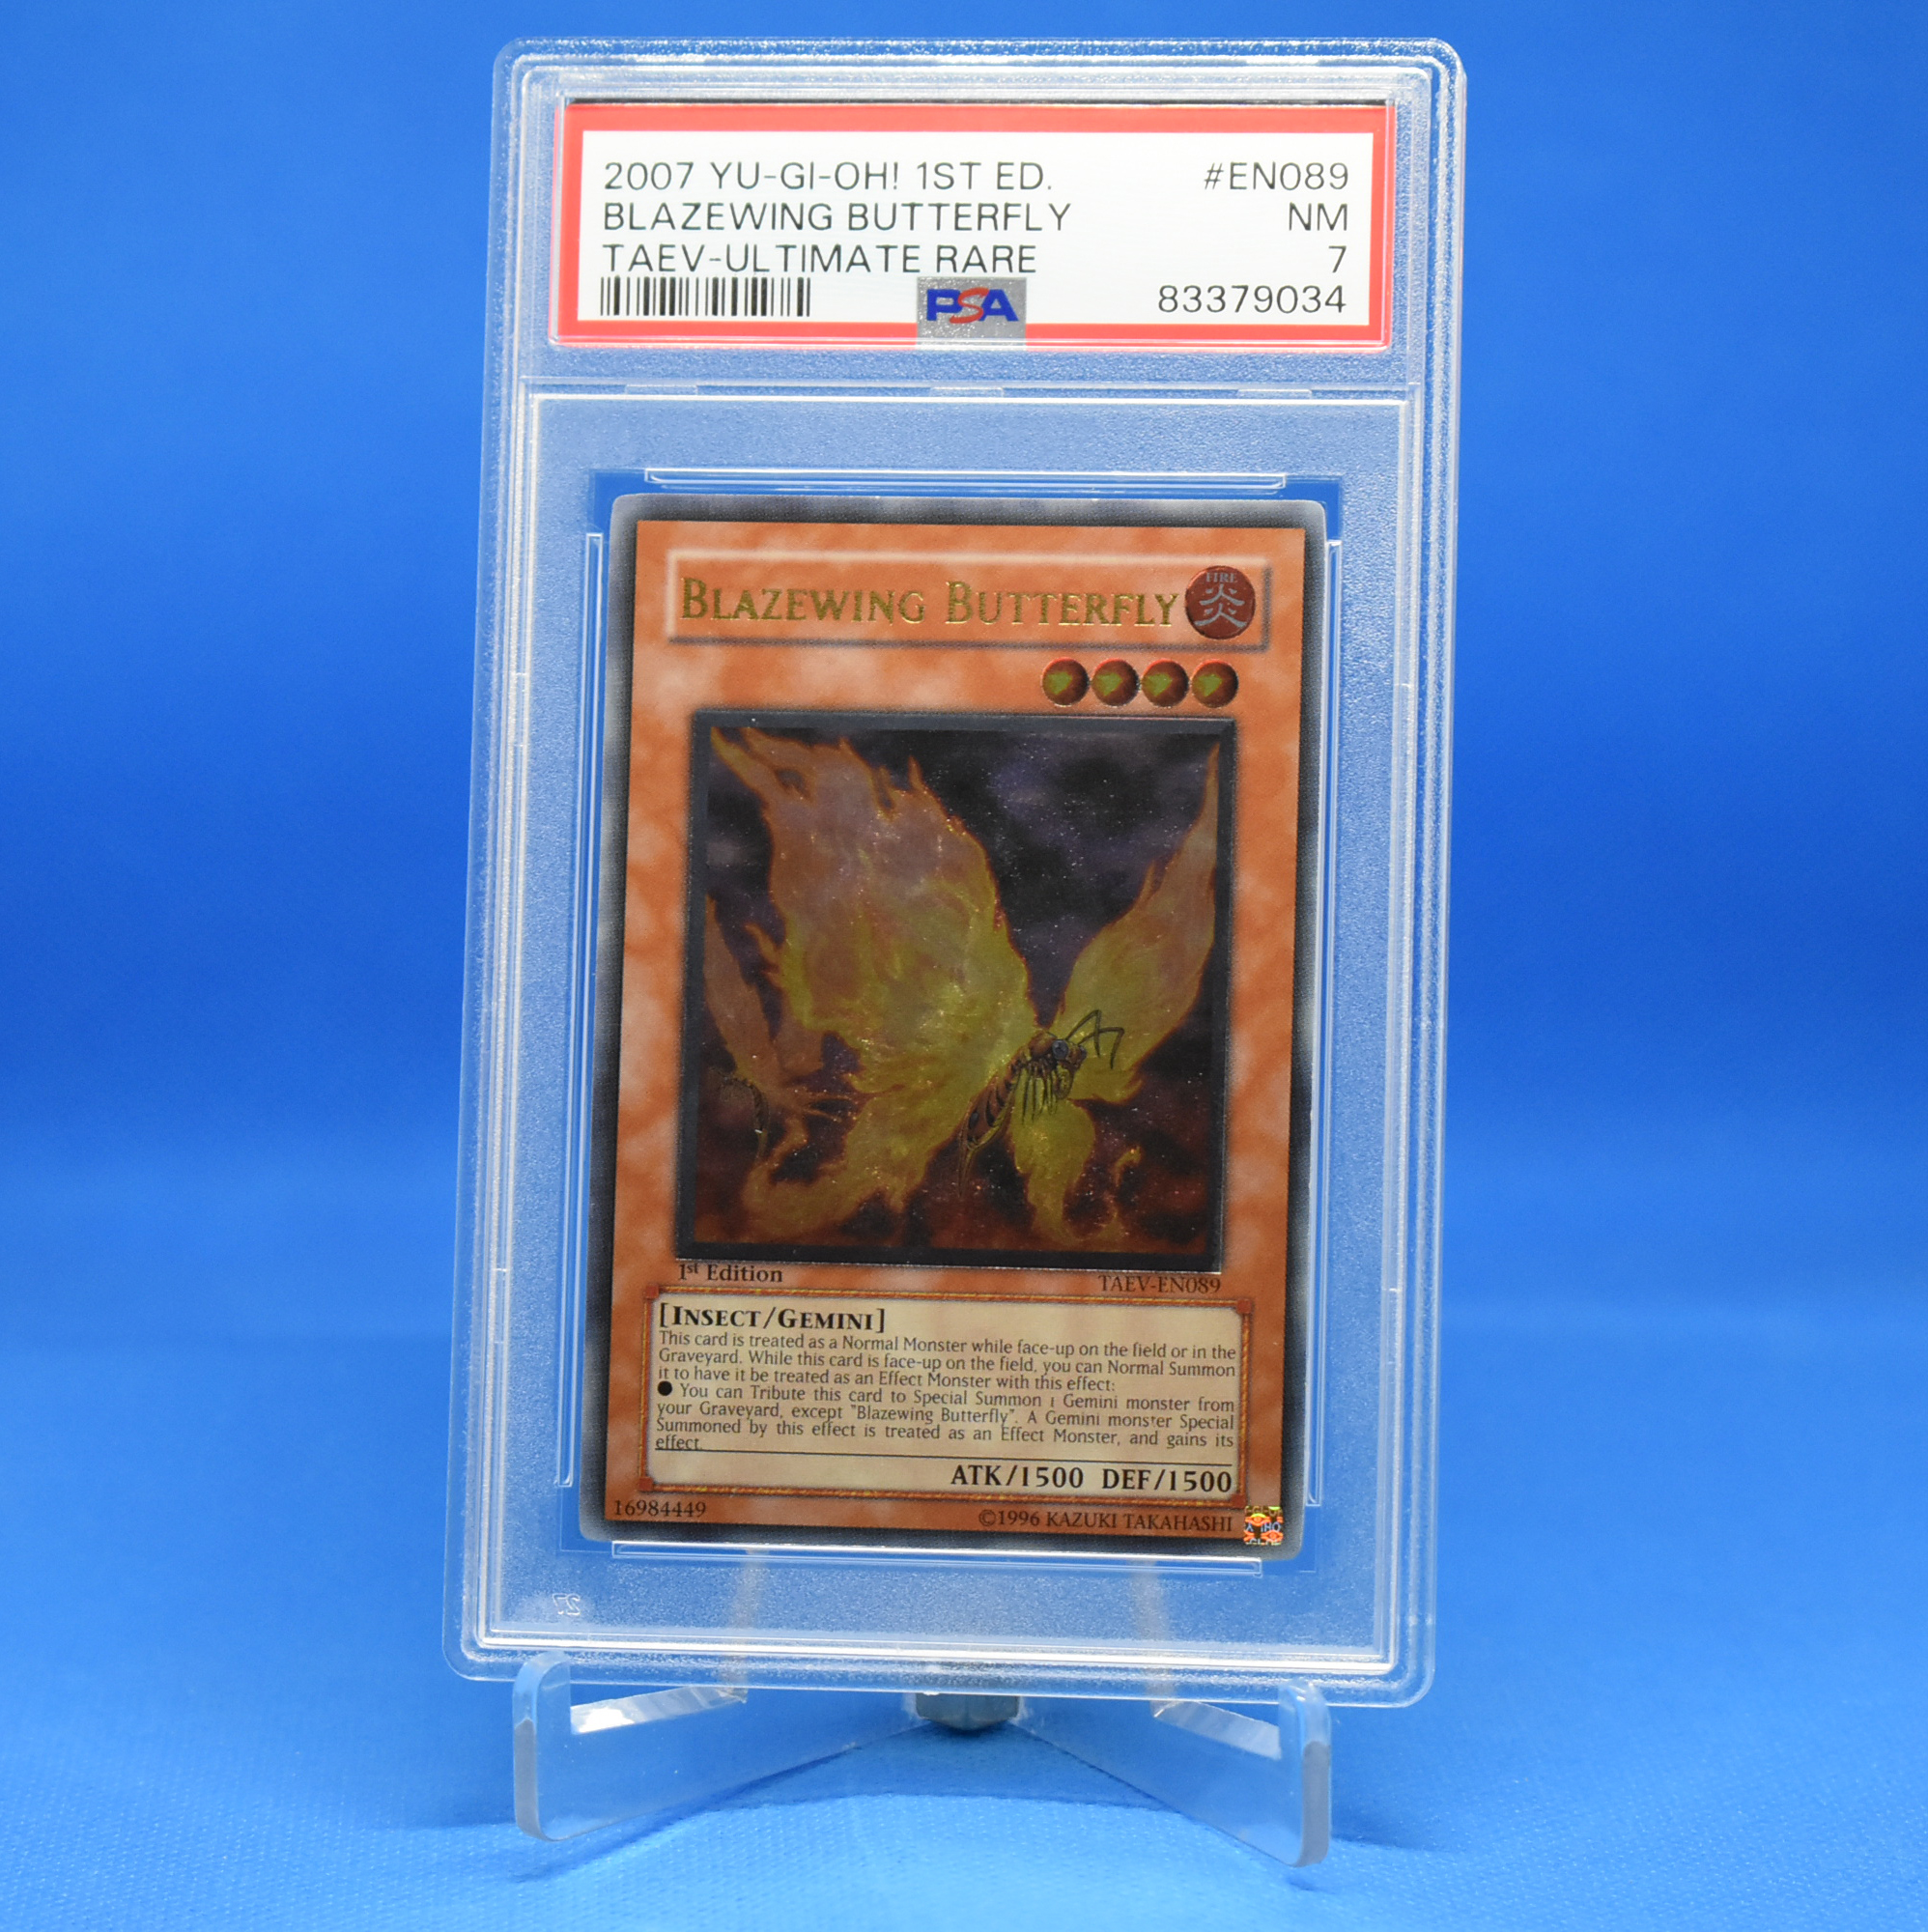 2007 YU-GI-OH! 1ST ED. #EN089
BLAZEWING BUTTERFLY NM
TAEV-ULTIMATE RARE 7
PSA 83379034
BLAZEWING BUTTERFLY
FIRE
炎
1st Edition TAEV-EN089
[INSECT/GEMINI]
This card is treated as a Normal Monster while face-up on the field or in the
Graveyard. While this card is face-up on the field, you can Normal Summon
it to have it be treated as an Effect Monster with this effect:
● You can Tribute this card to Special Summon 1 Gemini monster from
your Graveyard, except "Blazewing Butterfly". A Gemini monster Special
Summoned by this effect is treated as an Effect Monster, and gains its
effect.
ATK/1500 DEF/1500
16984449 ©1996 KAZUKI TAKAHASHI
27